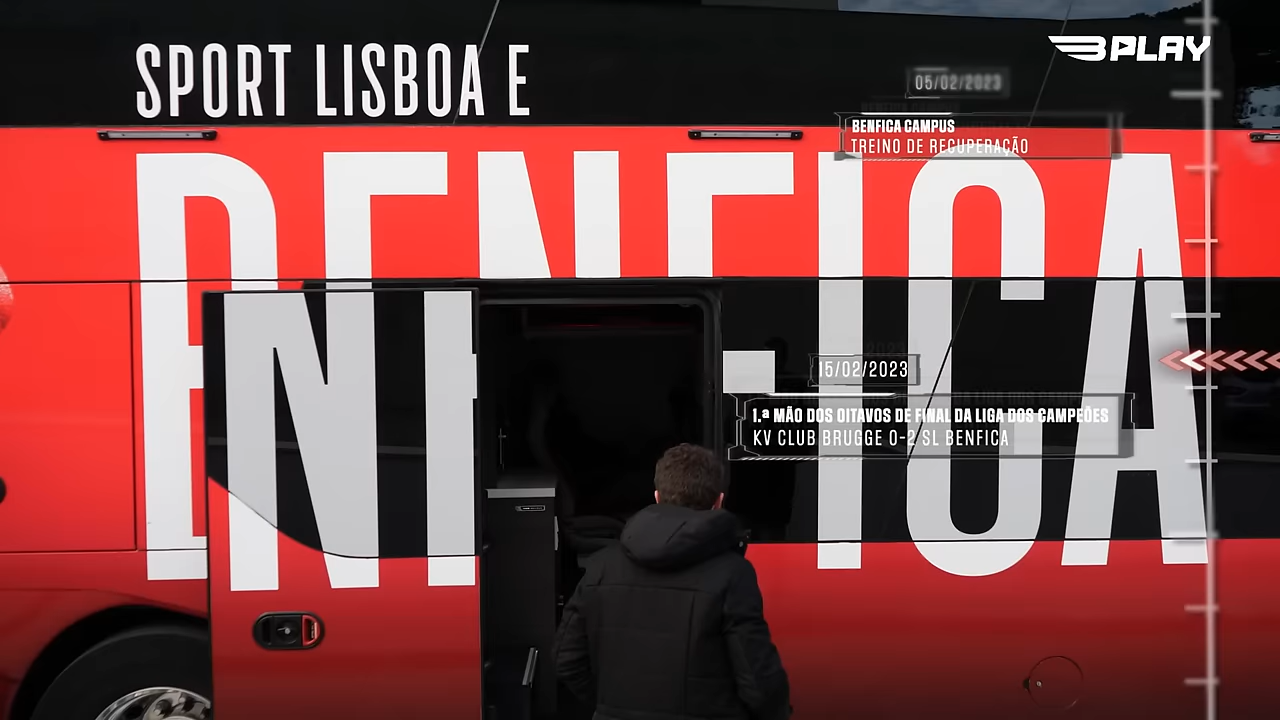 SPORT LISBOA E
BPLAY
05/02/2023
BENFICA CAMPUS
TREINO DE RECUPERAÇÃO
BENFICA
15/02/2023
1.ª MÃO DOS OITAVOS DE FINAL DA LIGA DOS CAMPEÕES
KV CLUB BRUGGE 0-2 SL BENFICA